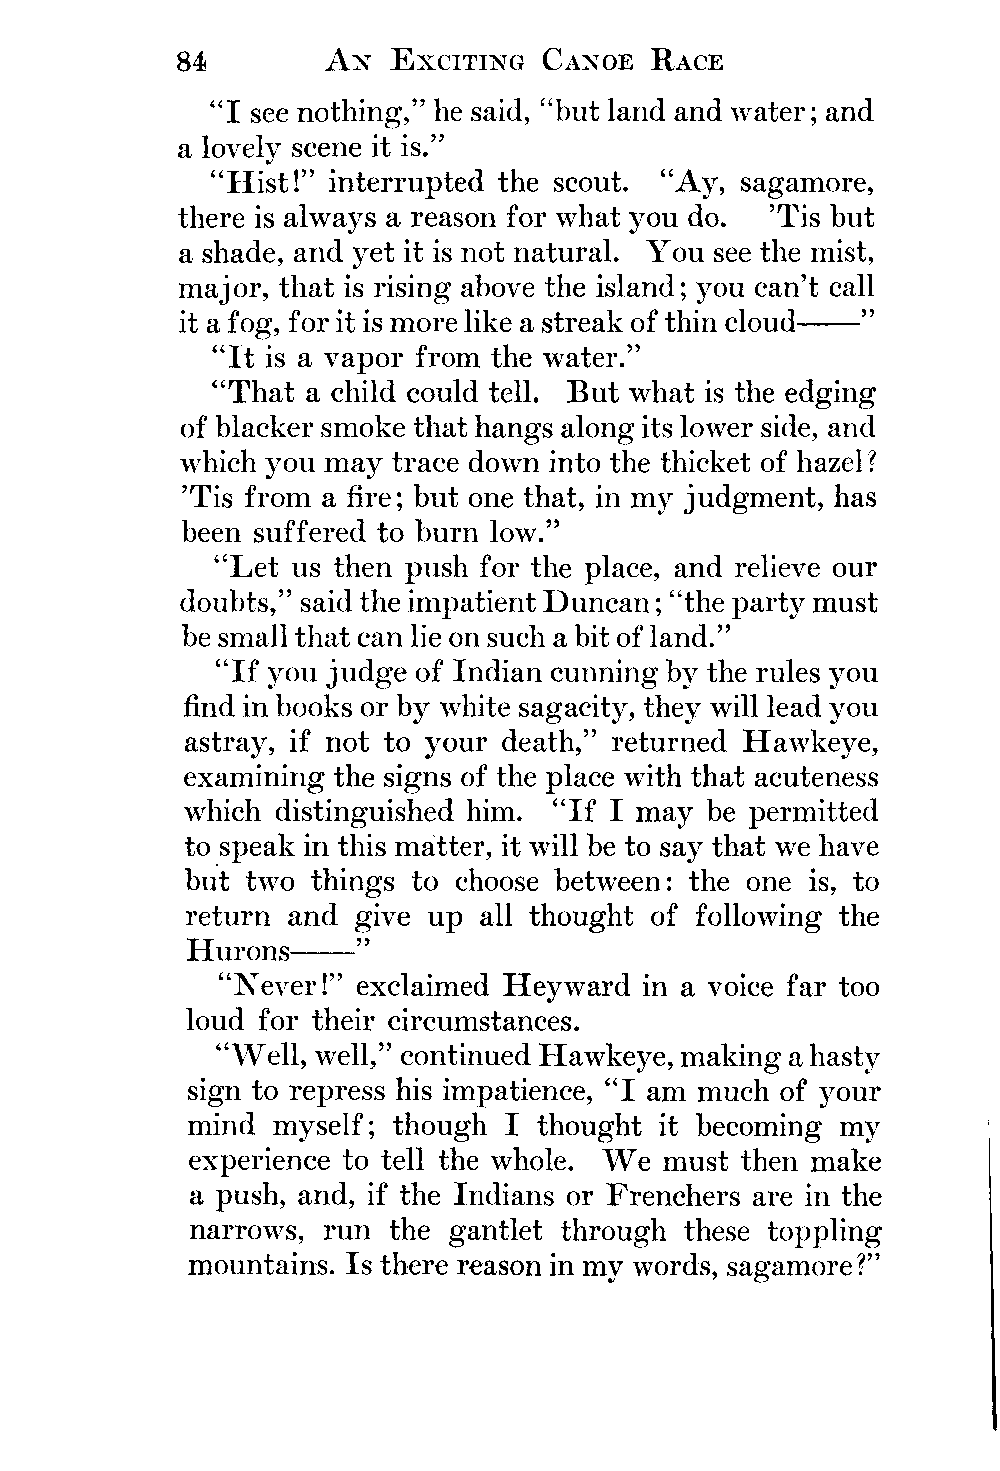 84 An Exciting Canoe Race
“I see nothing,” he said, “but land and water; and
a lovely scene it is.”
“Hist!” interrupted the scout. “Ay, sagamore,
there is always a reason for what you do. ’Tis but
a shade, and yet it is not natural. You see the mist,
major, that is rising above the island; you can’t call
it a fog, for it is more like a streak of thin cloud——”
“It is a vapor from the water.”
“That a child could tell. But what is the edging
of blacker smoke that hangs along its lower side, and
which you may trace down into the thicket of hazel?
’Tis from a fire; but one that, in my judgment, has
been suffered to burn low.”
“Let us then push for the place, and relieve our
doubts,” said the impatient Duncan; “the party must
be small that can lie on such a bit of land.”
“If you judge of Indian cunning by the rules you
find in books or by white sagacity, they will lead you
astray, if not to your death,” returned Hawkeye,
examining the signs of the place with that acuteness
which distinguished him. “If I may be permitted
to speak in this matter, it will be to say that we have
but two things to choose between: the one is, to
return and give up all thought of following the
Hurons——”
“Never!” exclaimed Heyward in a voice far too
loud for their circumstances.
“Well, well,” continued Hawkeye, making a hasty
sign to repress his impatience, “I am much of your
mind myself; though I thought it becoming my
experience to tell the whole. We must then make
a push, and, if the Indians or Frenchers are in the
narrows, run the gantlet through these toppling
mountains. Is there reason in my words, sagamore?”